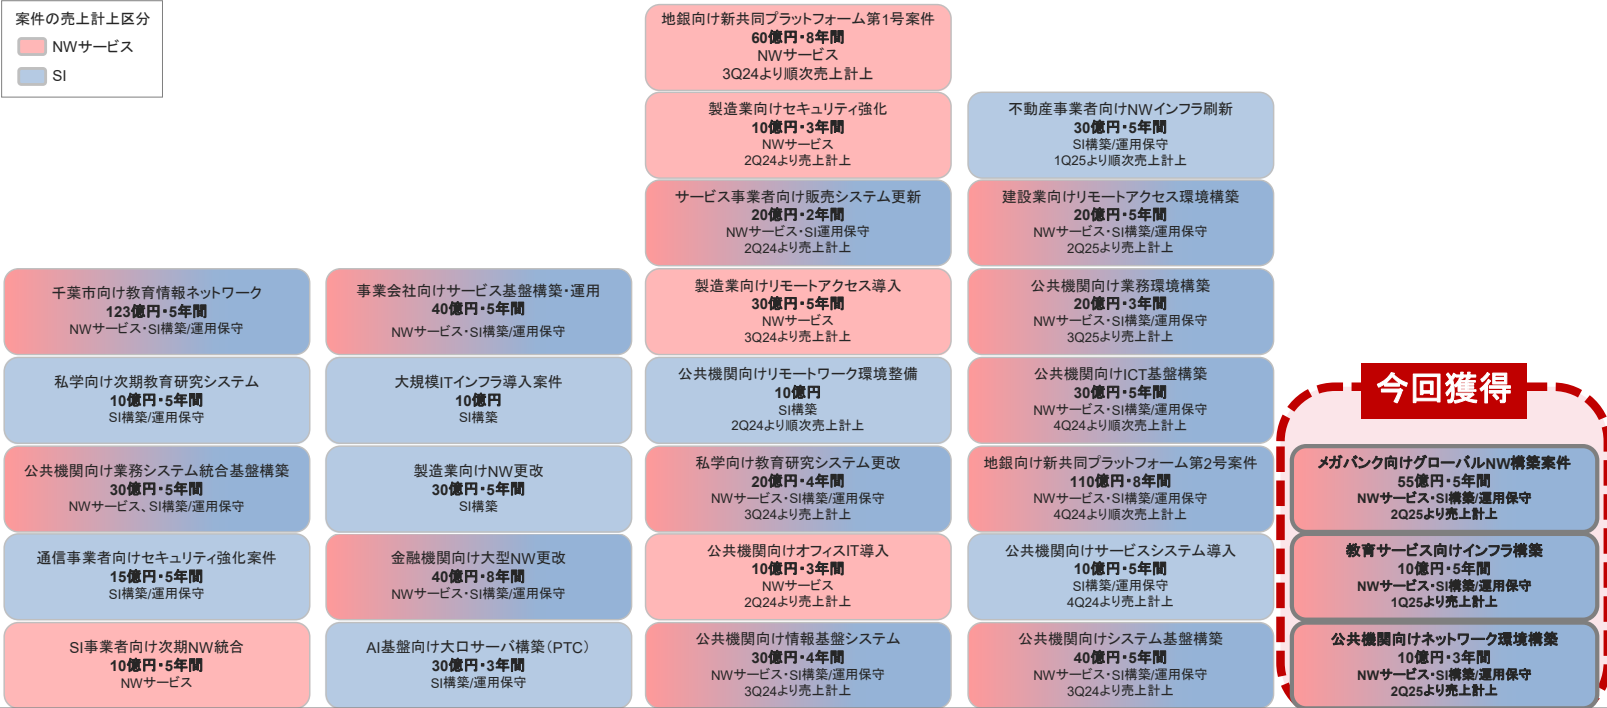 案件の売上計上区分
NWサービス
SI
千葉市向け教育情報ネットワーク
123億円・5年間
NWサービス・SI構築/運用保守
私学向け次期教育研究システム
10億円・5年間
SI構築/運用保守
公共機関向け業務システム統合基盤構築
30億円・5年間
NWサービス、SI構築/運用保守
通信事業者向けセキュリティ強化案件
15億円・5年間
SI構築/運用保守
SI事業者向け次期NW統合
10億円・5年間
NWサービス
事業会社向けサービス基盤構築・運用
40億円・5年間
NWサービス・SI構築/運用保守
大規模ITインフラ導入案件
10億円
SI構築
製造業向けNW更改
30億円・5年間
SI構築
金融機関向け大型NW更改
40億円・8年間
NWサービス・SI構築/運用保守
AI基盤向け大口サーバ構築（PTC）
30億円・3年間
SI構築/運用保守
地銀向け新共同プラットフォーム第1号案件
60億円・8年間
NWサービス
3Q24より順次売上計上
製造業向けセキュリティ強化
10億円・3年間
NWサービス
2Q24より売上計上
サービス事業者向け販売システム更新
20億円・2年間
NWサービス・SI運用保守
2Q24より売上計上
製造業向けリモートアクセス導入
30億円・5年間
NWサービス
3Q24より売上計上
公共機関向けリモートワーク環境整備
10億円
SI構築
2Q24より順次売上計上
私学向け教育研究システム更改
20億円・4年間
NWサービス・SI構築/運用保守
3Q24より売上計上
公共機関向けオフィスIT導入
10億円・3年間
NWサービス
2Q24より売上計上
公共機関向け情報基盤システム
30億円・4年間
NWサービス・SI構築/運用保守
3Q24より売上計上
不動産事業者向けNWインフラ刷新
30億円・5年間
SI構築/運用保守
1Q25より順次売上計上
建設業向けリモートアクセス環境構築
20億円・5年間
NWサービス・SI構築/運用保守
2Q25より売上計上
公共機関向け業務環境構築
20億円・3年間
NWサービス・SI構築/運用保守
3Q25より売上計上
公共機関向けICT基盤構築
30億円・5年間
NWサービス・SI構築/運用保守
4Q24より順次売上計上
地銀向け新共同プラットフォーム第2号案件
110億円・8年間
NWサービス・SI構築/運用保守
4Q24より順次売上計上
公共機関向けサービスシステム導入
10億円・5年間
SI構築/運用保守
4Q24より売上計上
公共機関向けシステム基盤構築
40億円・5年間
NWサービス・SI構築/運用保守
3Q24より売上計上
今回獲得
メガバンク向けグローバルNW構築案件
55億円・5年間
NWサービス・SI構築/運用保守
2Q25より売上計上
教育サービス向けインフラ構築
10億円・5年間
NWサービス・SI構築/運用保守
1Q25より売上計上
公共機関向けネットワーク環境構築
10億円・3年間
NWサービス・SI構築/運用保守
2Q25より売上計上